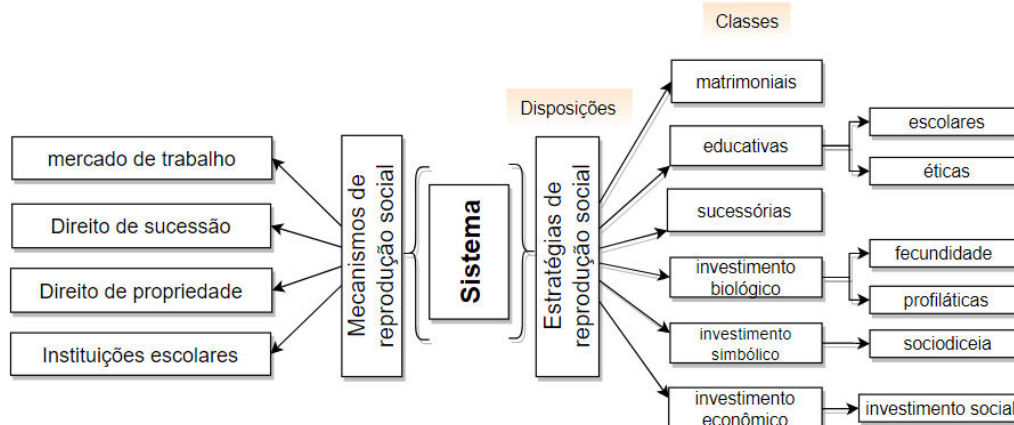 Classes
Disposições
mercado de trabalho
Direito de sucessão
Direito de propriedade
Instituições escolares
Mecanismos de
reprodução social
Sistema
Estratégias de
reprodução social
matrimoniais
educativas
escolares
éticas
sucessórias
investimento
biológico
fecundidade
profiláticas
investimento
simbólico
sociodiceia
investimento
econômico
investimento social